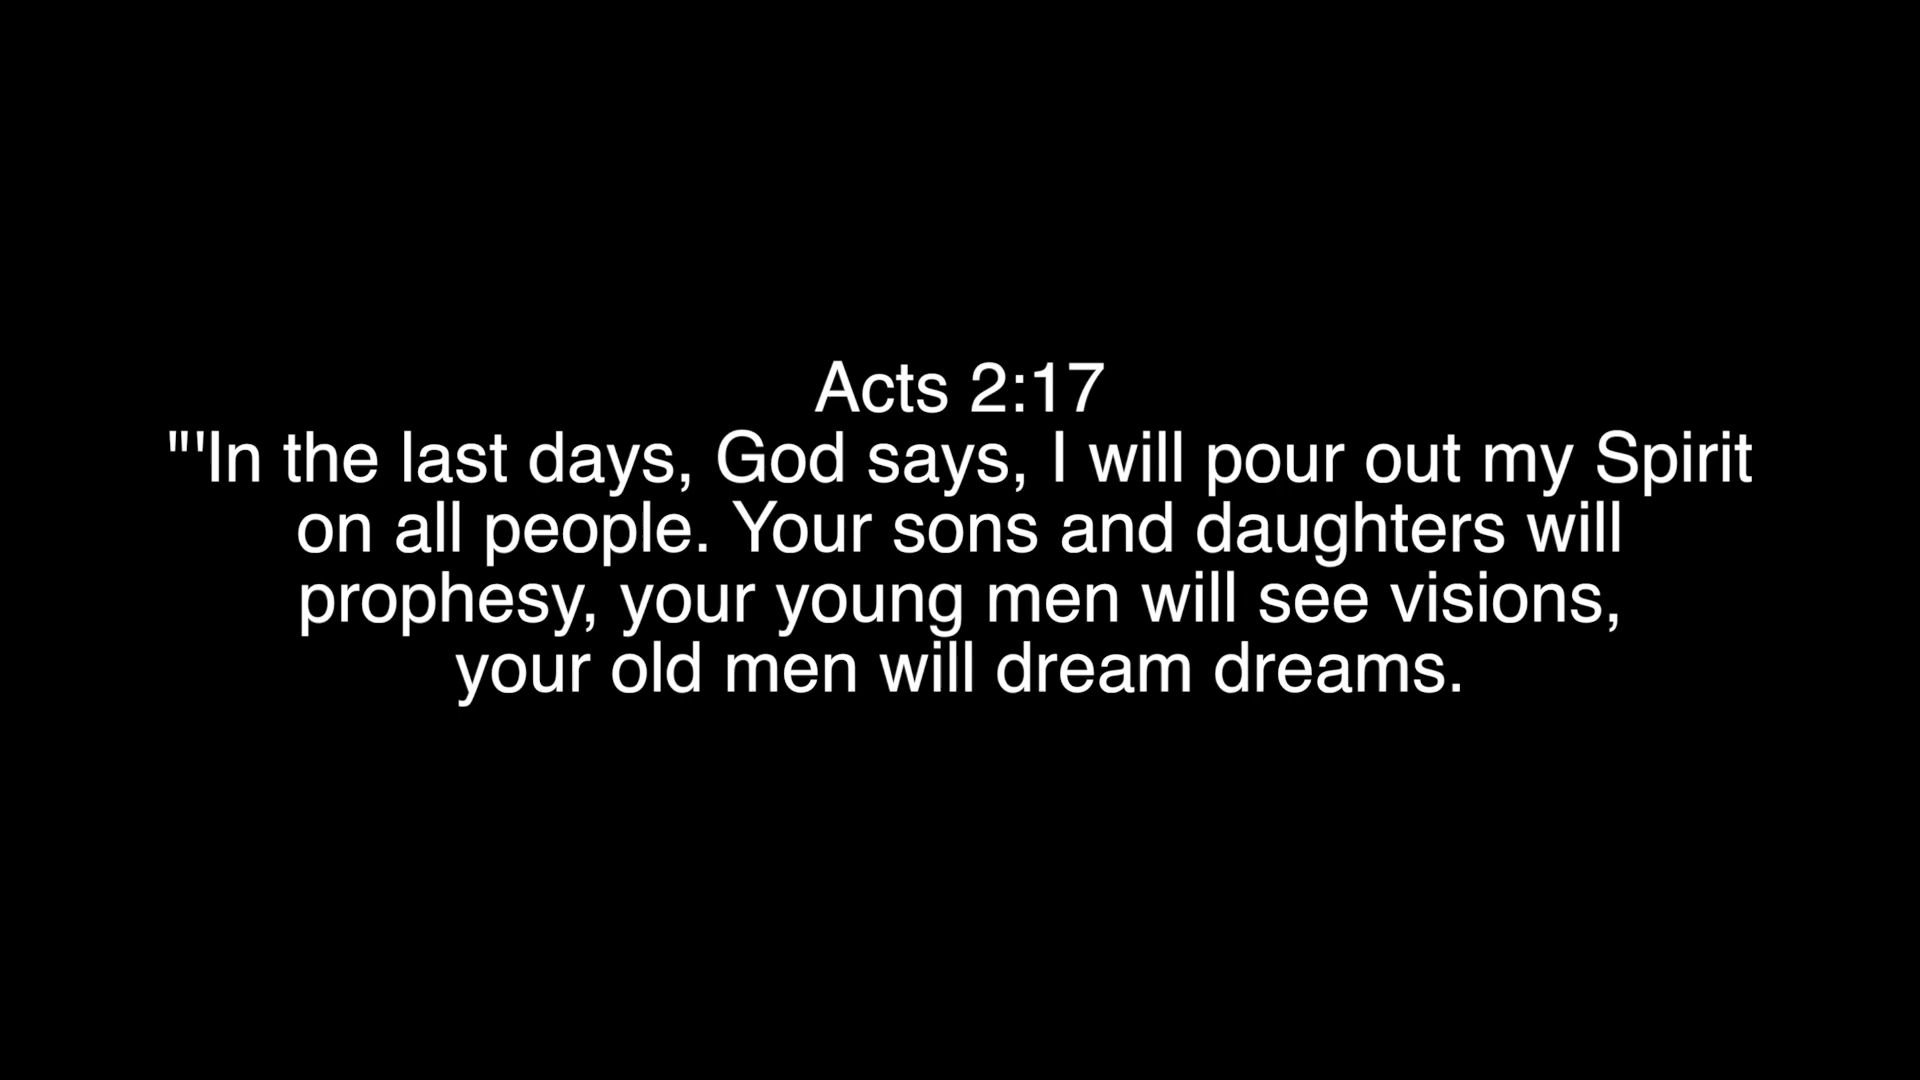 Acts 2:17
"'In the last days, God says, I will pour out my Spirit
on all people. Your sons and daughters will
prophesy, your young men will see visions,
your old men will dream dreams.